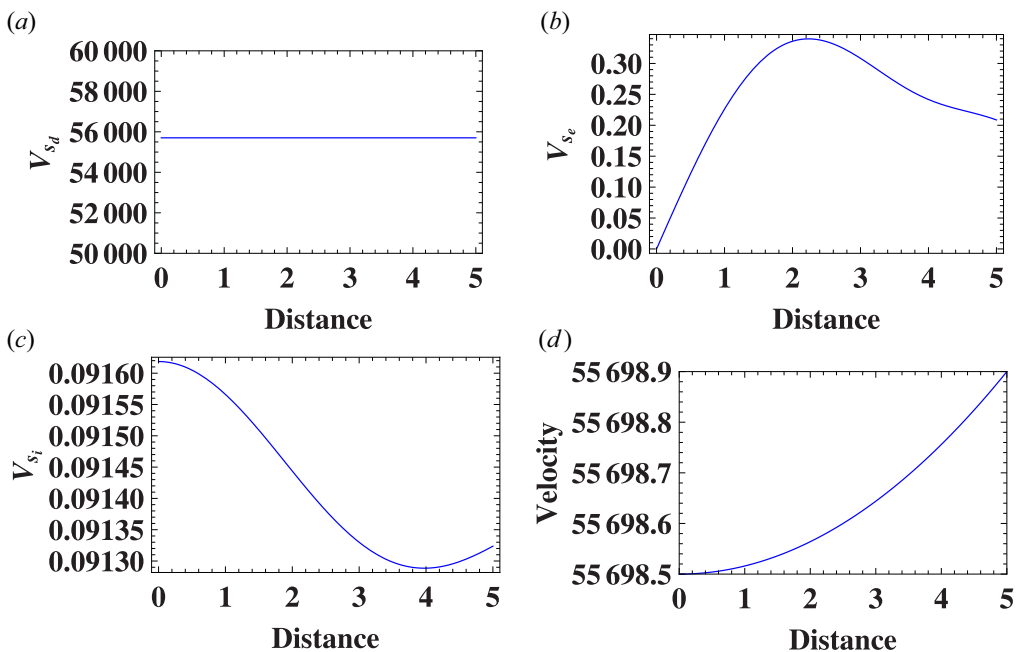 (a)
60 000
58 000
56 000
54 000
52 000
50 000
V_{s_d}
0 1 2 3 4 5
Distance
(b)
0.30
0.25
0.20
0.15
0.10
0.05
0.00
V_{s_e}
0 1 2 3 4 5
Distance
(c)
0.09160
0.09155
0.09150
0.09145
0.09140
0.09135
0.09130
V_{s_i}
0 1 2 3 4 5
Distance
(d)
55 698.9
55 698.8
55 698.7
55 698.6
55 698.5
Velocity
0 1 2 3 4 5
Distance